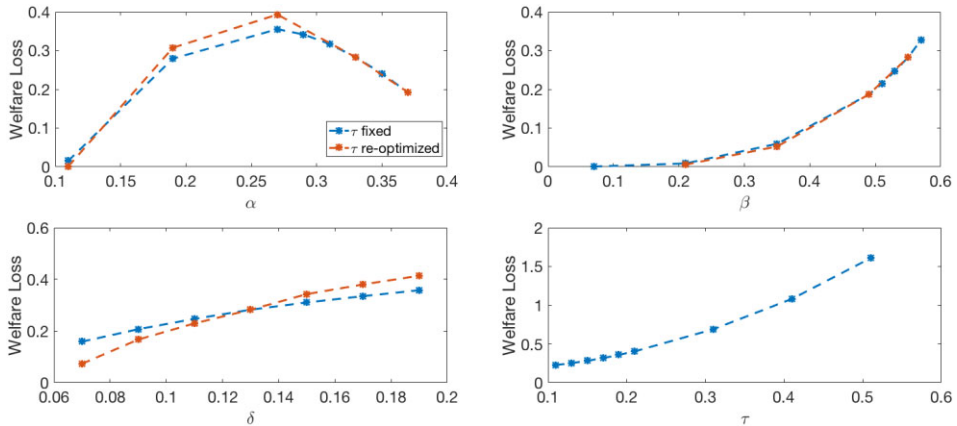 0.4
0.3
0.2
0.1
0
Welfare Loss
0.1 0.15 0.2 0.25 0.3 0.35 0.4
α
τ fixed
τ re-optimized
0.4
0.3
0.2
0.1
0
Welfare Loss
0 0.1 0.2 0.3 0.4 0.5 0.6
β
0.6
0.4
0.2
0
Welfare Loss
0.06 0.08 0.1 0.12 0.14 0.16 0.18 0.2
δ
2
1.5
1
0.5
0
Welfare Loss
0.1 0.2 0.3 0.4 0.5 0.6
τ